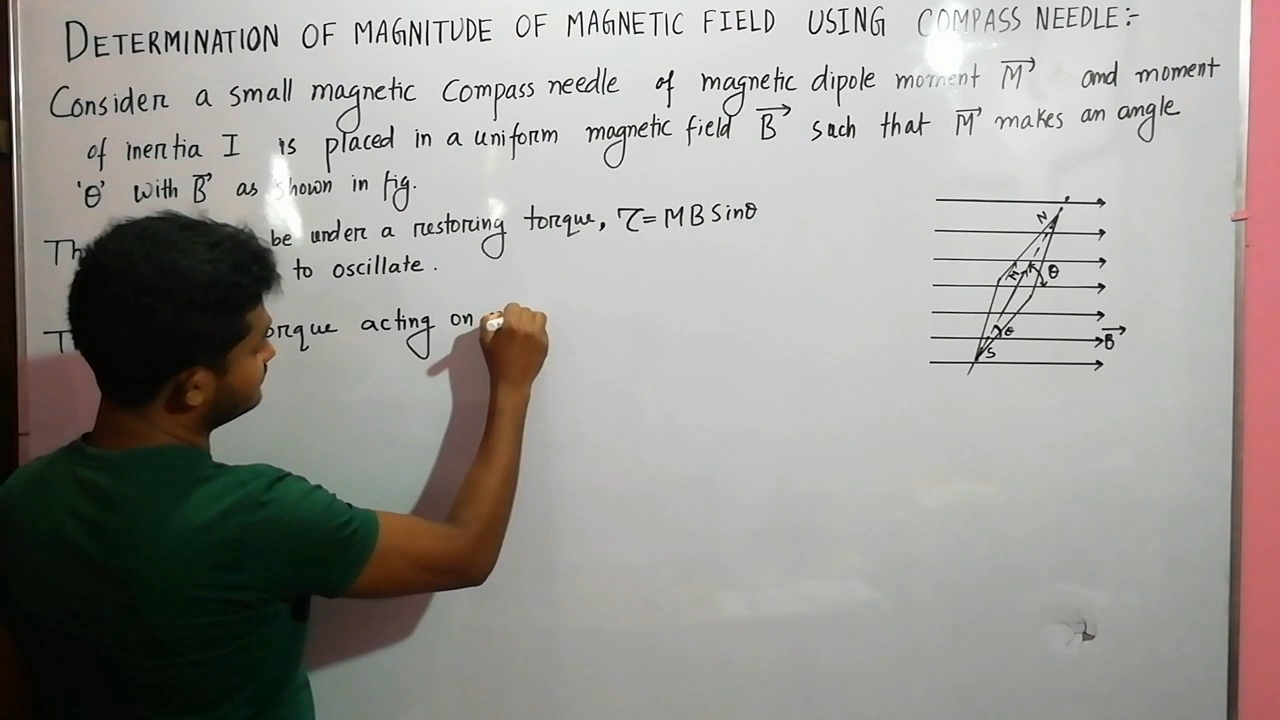 DETERMINATION OF MAGNITUDE OF MAGNETIC FIELD USING COMPASS NEEDLE:-
Consider a small magnetic Compass needle of magnetic dipole moment M⃗ and moment
of inertia I is placed in a uniform magnetic field B⃗ such that M⃗ makes an angle
'θ' with B⃗ as shown in fig.
be under a restoring torque, τ = MB Sinθ
to oscillate.
acting on
N
θ
θ
S
B⃗